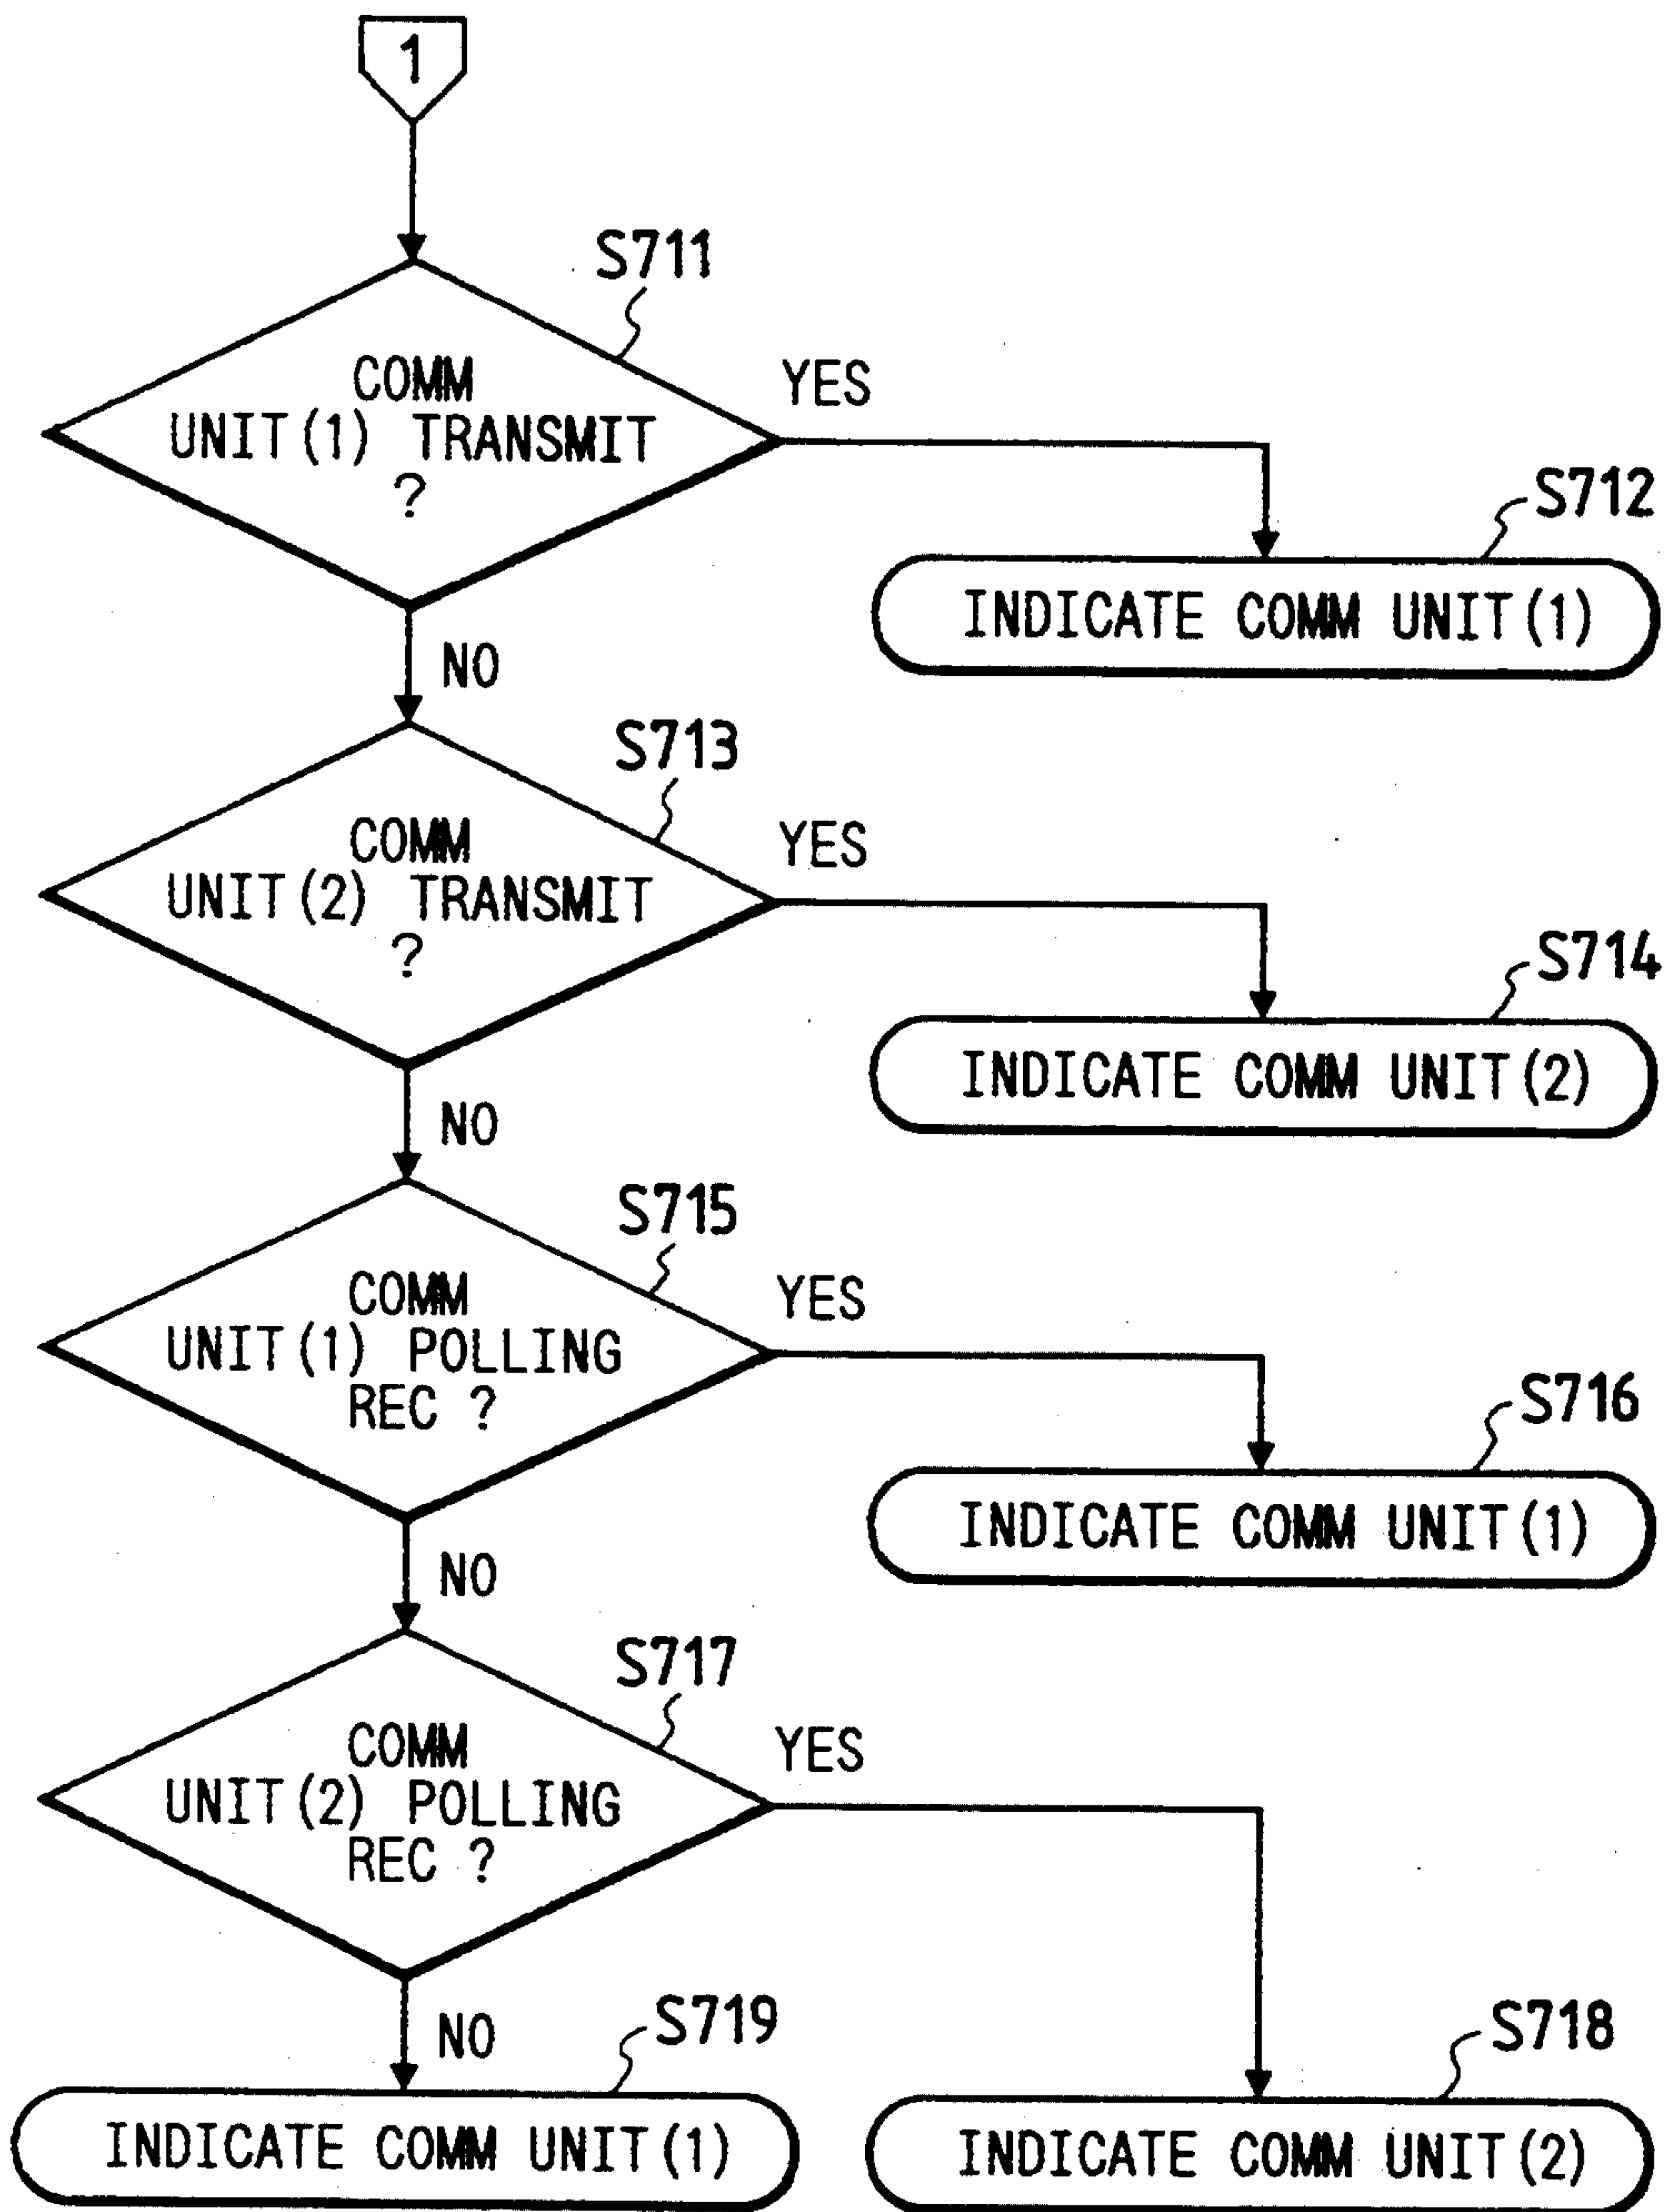 1
S711
COMM
UNIT(1) TRANSMIT
?
YES
S712
INDICATE COMM UNIT(1)
NO
S713
COMM
UNIT(2) TRANSMIT
?
YES
S714
INDICATE COMM UNIT(2)
NO
S715
COMM
UNIT(1) POLLING
REC ?
YES
S716
INDICATE COMM UNIT(1)
NO
S717
COMM
UNIT(2) POLLING
REC ?
YES
NO
S719
INDICATE COMM UNIT(1)
S718
INDICATE COMM UNIT(2)